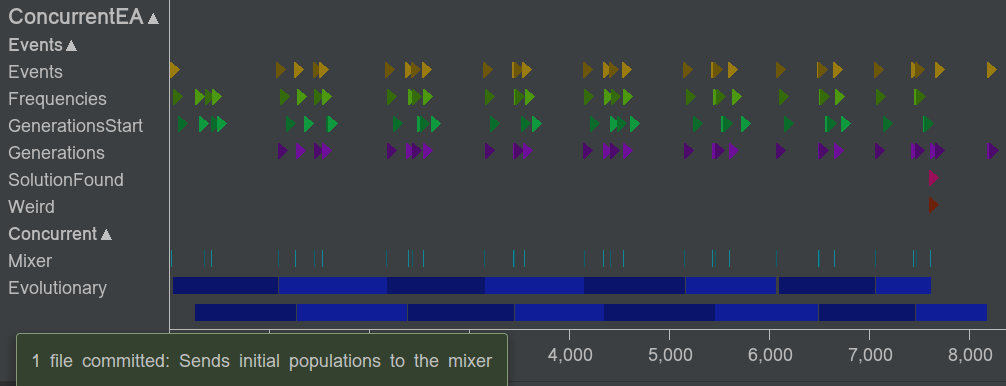 ConcurrentEA ▲
Events ▲
Events
Frequencies
GenerationsStart
Generations
SolutionFound
Weird
Concurrent ▲
Mixer
Evolutionary
1 file committed: Sends initial populations to the mixer
4,000 5,000 6,000 7,000 8,000